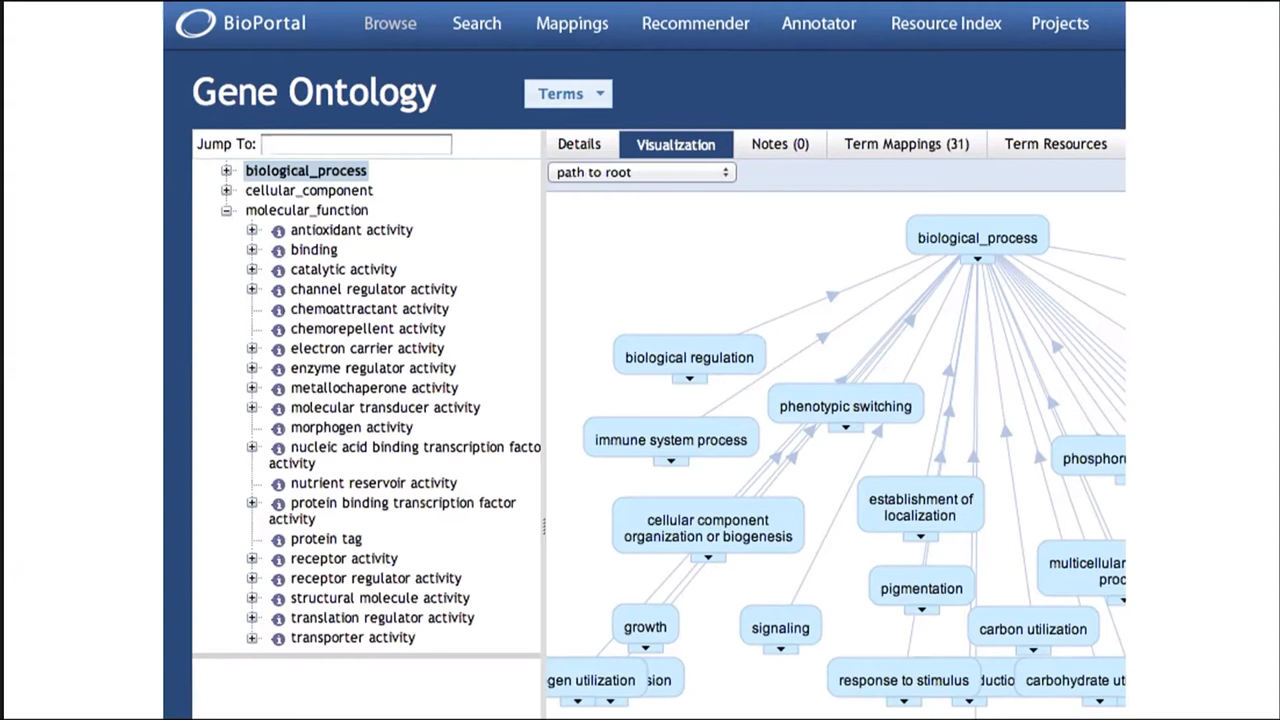 BioPortal
Browse
Search
Mappings
Recommender
Annotator
Resource Index
Projects
Gene Ontology
Terms
Jump To:
biological_process
cellular_component
molecular_function
antioxidant activity
binding
catalytic activity
channel regulator activity
chemoattractant activity
chemorepellent activity
electron carrier activity
enzyme regulator activity
metallochaperone activity
molecular transducer activity
morphogen activity
nucleic acid binding transcription facto
activity
nutrient reservoir activity
protein binding transcription factor
activity
protein tag
receptor activity
receptor regulator activity
structural molecule activity
translation regulator activity
transporter activity
Details
Visualization
Notes (0)
Term Mappings (31)
Term Resources
path to root
biological_process
biological regulation
phenotypic switching
immune system process
phosphor
establishment of
localization
cellular component
organization or biogenesis
multicellular
proc
pigmentation
growth
signaling
carbon utilization
gen utilization
sion
response to stimulus
ductio
carbohydrate ut